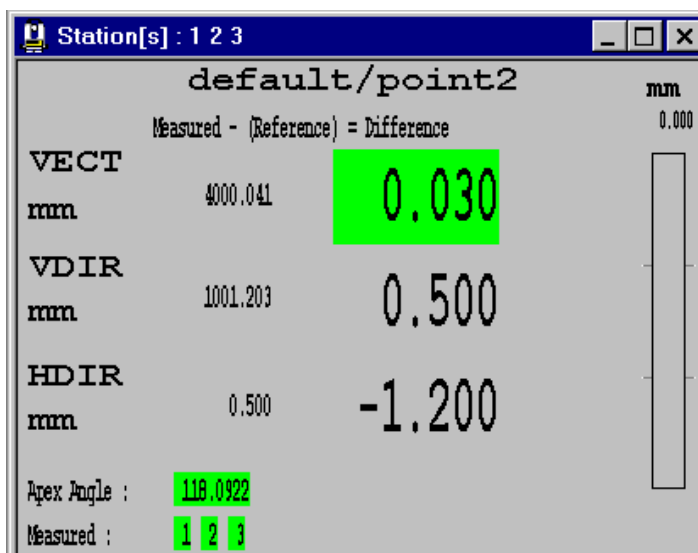 Station[s] : 1 2 3
default/point2
mm
Measured - (Reference) = Difference
0.000
VECT
mm 4000.041 0.030
VDIR
mm 1001.203 0.500
HDIR
mm 0.500 -1.200
Apex Angle : 118.0922
Measured : 1 2 3